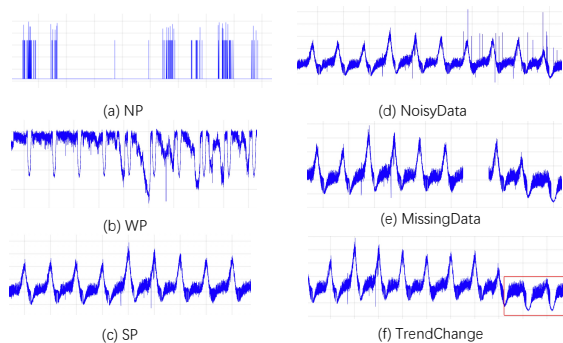 (a) NP
(b) WP
(c) SP
(d) NoisyData
(e) MissingData
(f) TrendChange